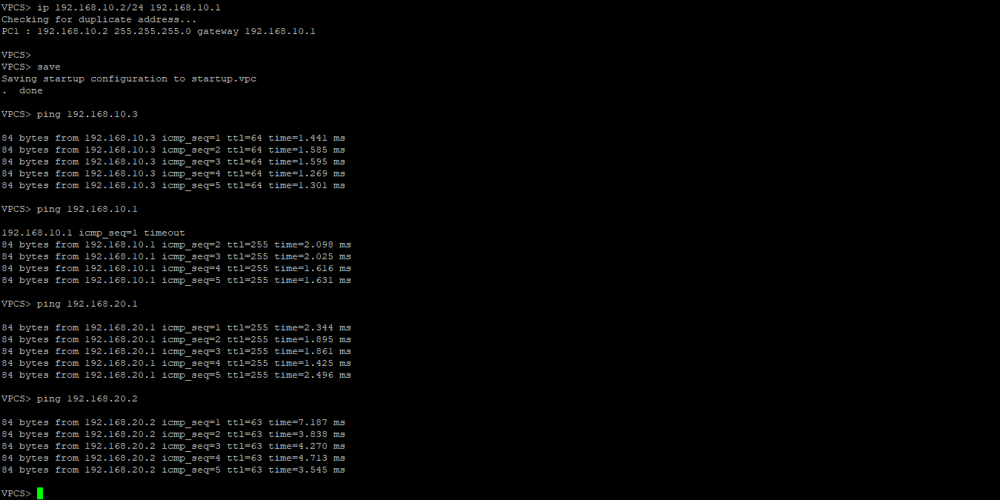 VPCS> ip 192.168.10.2/24 192.168.10.1
Checking for duplicate address...
PC1 : 192.168.10.2 255.255.255.0 gateway 192.168.10.1
VPCS>
VPCS> save
Saving startup configuration to startup.vpc
.  done
VPCS> ping 192.168.10.3
84 bytes from 192.168.10.3 icmp_seq=1 ttl=64 time=1.441 ms
84 bytes from 192.168.10.3 icmp_seq=2 ttl=64 time=1.585 ms
84 bytes from 192.168.10.3 icmp_seq=3 ttl=64 time=1.595 ms
84 bytes from 192.168.10.3 icmp_seq=4 ttl=64 time=1.269 ms
84 bytes from 192.168.10.3 icmp_seq=5 ttl=64 time=1.301 ms
VPCS> ping 192.168.10.1
192.168.10.1 icmp_seq=1 timeout
84 bytes from 192.168.10.1 icmp_seq=2 ttl=255 time=2.098 ms
84 bytes from 192.168.10.1 icmp_seq=3 ttl=255 time=2.025 ms
84 bytes from 192.168.10.1 icmp_seq=4 ttl=255 time=1.616 ms
84 bytes from 192.168.10.1 icmp_seq=5 ttl=255 time=1.631 ms
VPCS> ping 192.168.20.1
84 bytes from 192.168.20.1 icmp_seq=1 ttl=255 time=2.344 ms
84 bytes from 192.168.20.1 icmp_seq=2 ttl=255 time=1.895 ms
84 bytes from 192.168.20.1 icmp_seq=3 ttl=255 time=1.861 ms
84 bytes from 192.168.20.1 icmp_seq=4 ttl=255 time=1.425 ms
84 bytes from 192.168.20.1 icmp_seq=5 ttl=255 time=2.496 ms
VPCS> ping 192.168.20.2
84 bytes from 192.168.20.2 icmp_seq=1 ttl=63 time=7.187 ms
84 bytes from 192.168.20.2 icmp_seq=2 ttl=63 time=3.838 ms
84 bytes from 192.168.20.2 icmp_seq=3 ttl=63 time=4.270 ms
84 bytes from 192.168.20.2 icmp_seq=4 ttl=63 time=4.713 ms
84 bytes from 192.168.20.2 icmp_seq=5 ttl=63 time=3.545 ms
VPCS>